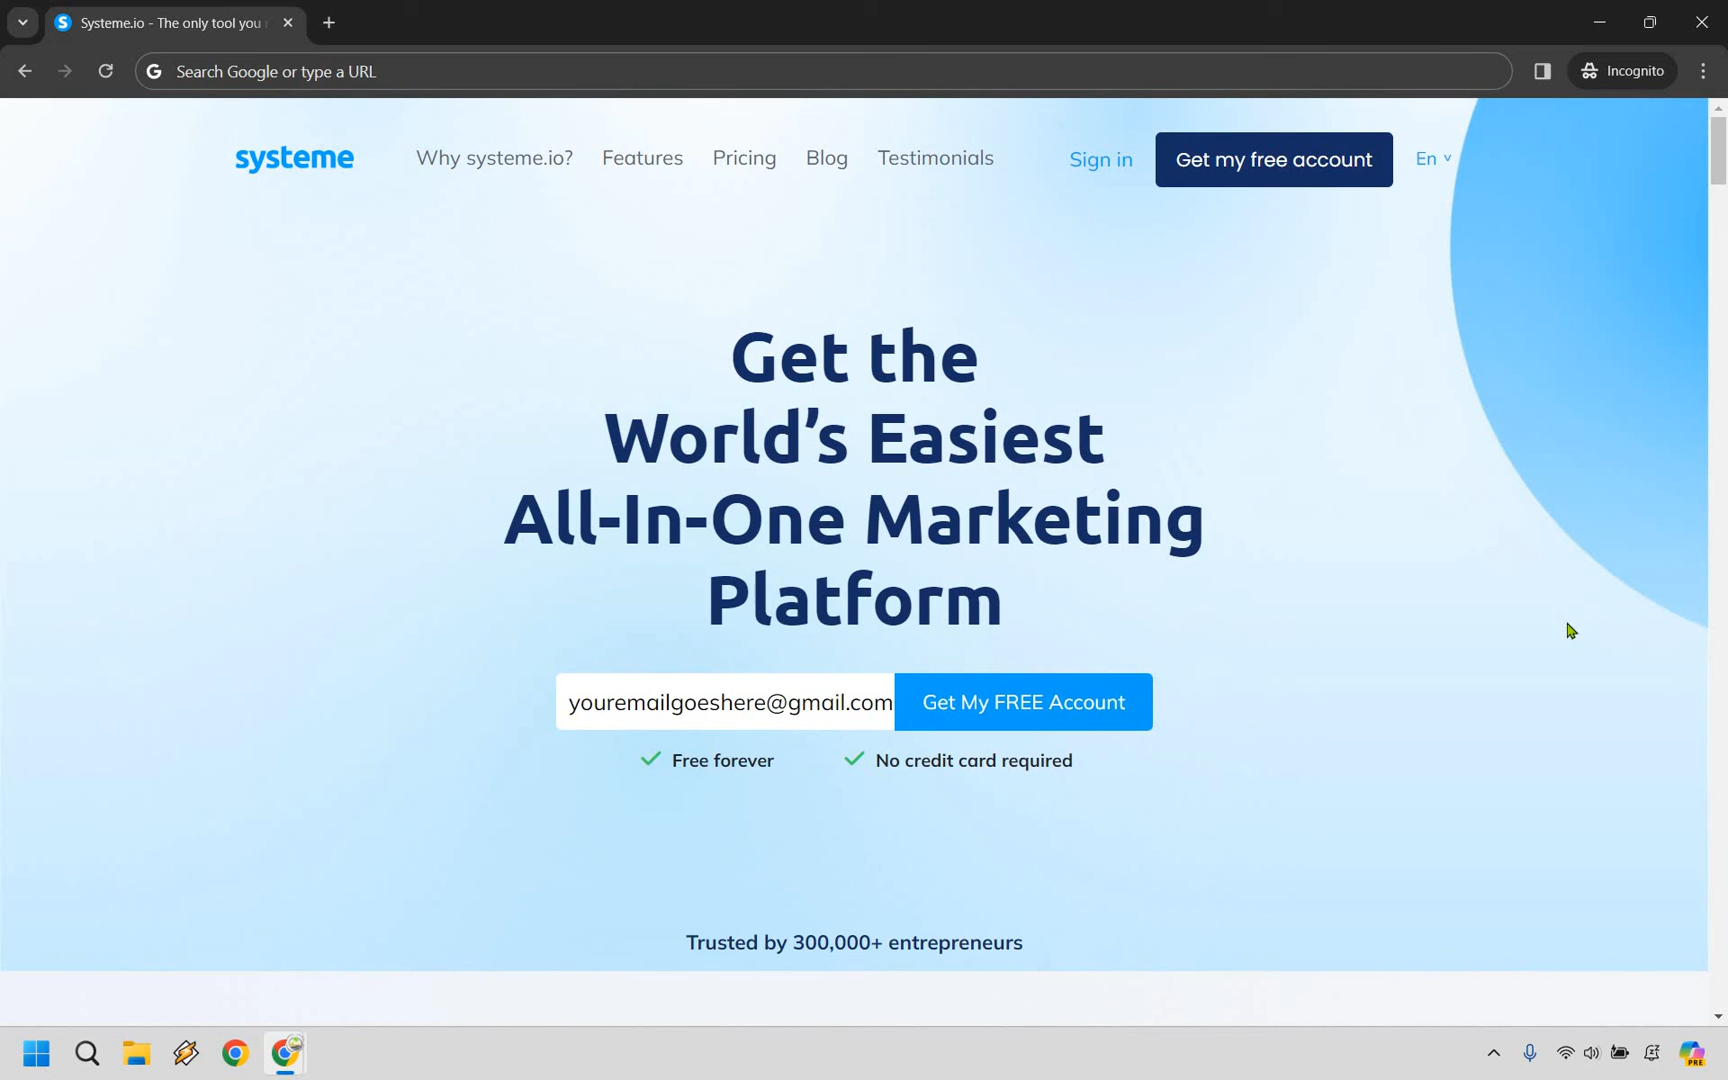 Systeme.io - The only tool you
Search Google or type a URL
Incognito
systeme
Why systeme.io?
Features
Pricing
Blog
Testimonials
Sign in
Get my free account
En
Get the
World’s Easiest
All-In-One Marketing
Platform
youremailgoeshere@gmail.com
Get My FREE Account
Free forever
No credit card required
Trusted by 300,000+ entrepreneurs
PRE